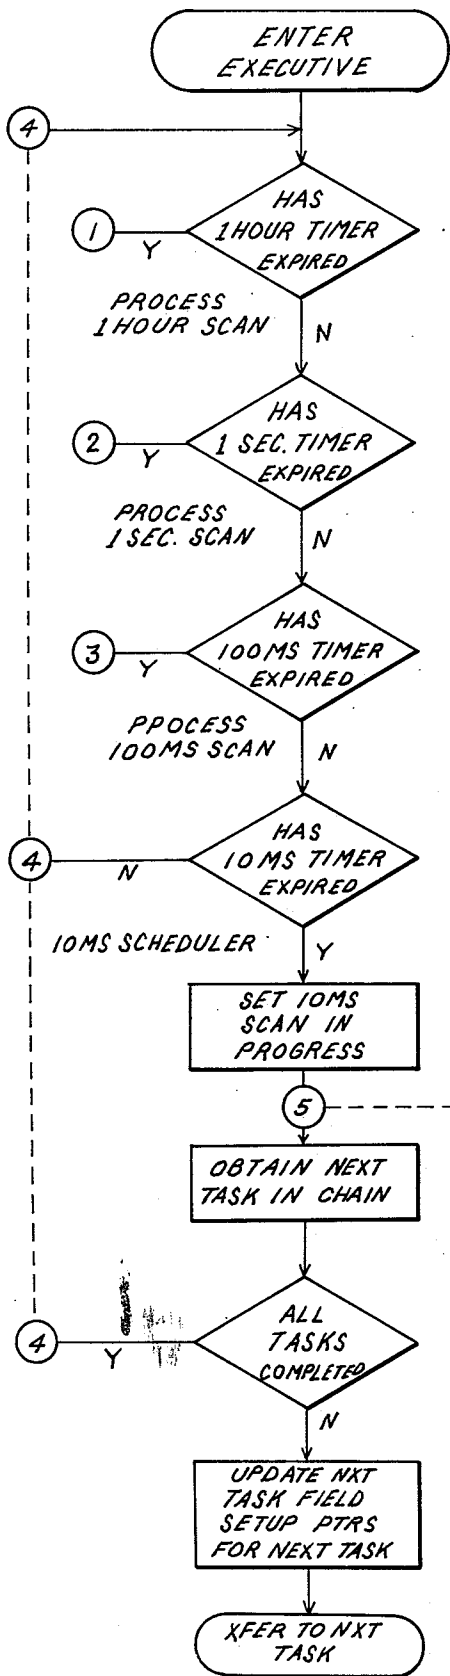 ENTER
EXECUTIVE
4
HAS
1 HOUR TIMER
EXPIRED
1
Y
PROCESS
1 HOUR SCAN
N
HAS
1 SEC. TIMER
EXPIRED
2
Y
PROCESS
1 SEC. SCAN
N
HAS
100MS TIMER
EXPIRED
3
Y
PPOCESS
100MS SCAN
N
HAS
10MS TIMER
EXPIRED
4
N
10MS SCHEDULER
Y
SET 10MS
SCAN IN
PROGRESS
5
OBTAIN NEXT
TASK IN CHAIN
ALL
TASKS
COMPLETED
4
Y
N
UPDATE NXT
TASK FIELD
SETUP PTRS
FOR NEXT TASK
XFER TO NXT
TASK